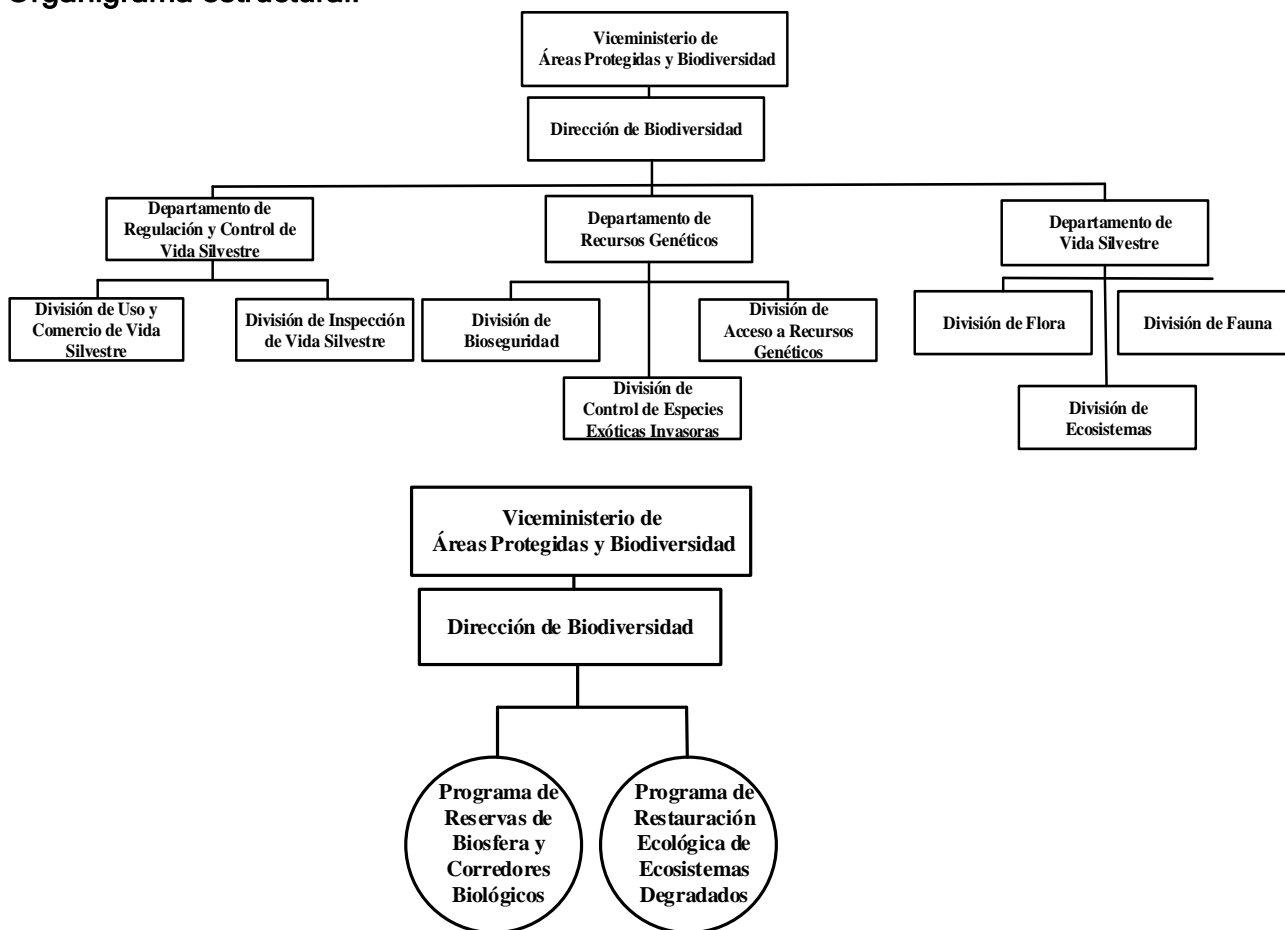 Organigrama estructural:
Viceministerio de
Áreas Protegidas y Biodiversidad
Dirección de Biodiversidad
Departamento de
Regulación y Control de
Vida Silvestre
Departamento de
Recursos Genéticos
Departamento de
Vida Silvestre
División de Uso y
Comercio de Vida
Silvestre
División de Inspección
de Vida Silvestre
División de
Bioseguridad
División de
Acceso a Recursos
Genéticos
División de Flora
División de Fauna
División de
Control de Especies
Exóticas Invasoras
División de
Ecosistemas
Viceministerio de
Áreas Protegidas y Biodiversidad
Dirección de Biodiversidad
Programa de
Reservas de
Biosfera y
Corredores
Biológicos
Programa de
Restauración
Ecológica de
Ecosistemas
Degradados